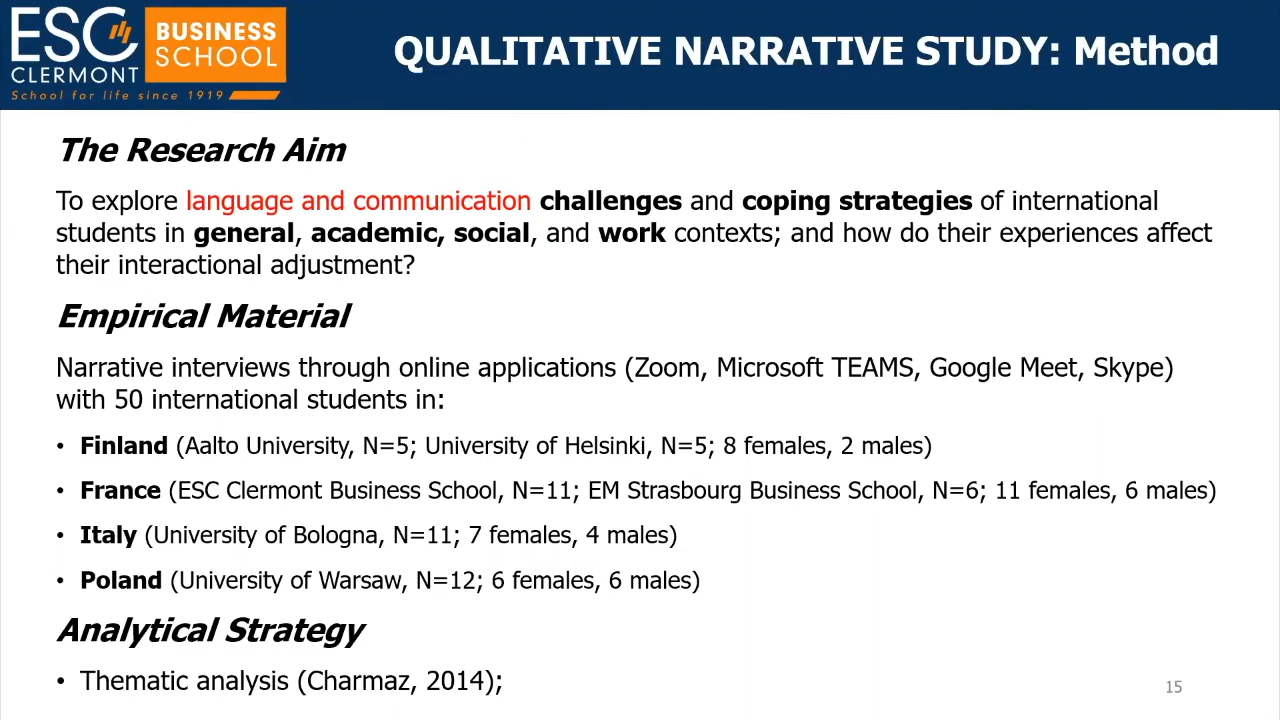 ESC
CLERMONT
BUSINESS
SCHOOL
School for life since 1919
QUALITATIVE NARRATIVE STUDY: Method
The Research Aim
To explore language and communication challenges and coping strategies of international
students in general, academic, social, and work contexts; and how do their experiences affect
their interactional adjustment?
Empirical Material
Narrative interviews through online applications (Zoom, Microsoft TEAMS, Google Meet, Skype)
with 50 international students in:
• Finland (Aalto University, N=5; University of Helsinki, N=5; 8 females, 2 males)
• France (ESC Clermont Business School, N=11; EM Strasbourg Business School, N=6; 11 females, 6 males)
• Italy (University of Bologna, N=11; 7 females, 4 males)
• Poland (University of Warsaw, N=12; 6 females, 6 males)
Analytical Strategy
• Thematic analysis (Charmaz, 2014);
15